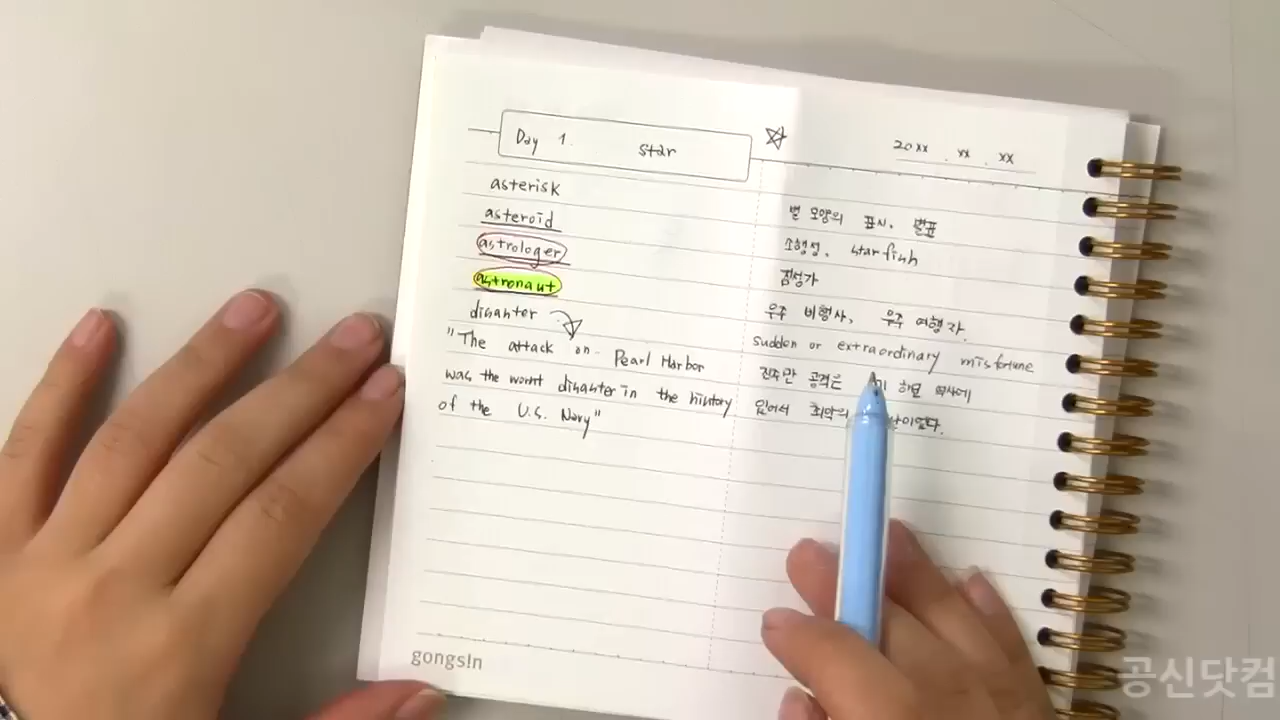 Day 1. star
20xx . xx . xx
asterisk
별 모양의 표시, 별표
asteroid
소행성, starfish
astrologer
점성가
astronaut
우주 비행사, 우주 여행자
disaster
sudden or extraordinary misfortune
"The attack on Pearl Harbor
진주만 공격은 하면 역사에
was the worst disaster in the history
있어서 최악의
of the U.S. Navy"
gongs!n
공신닷컴